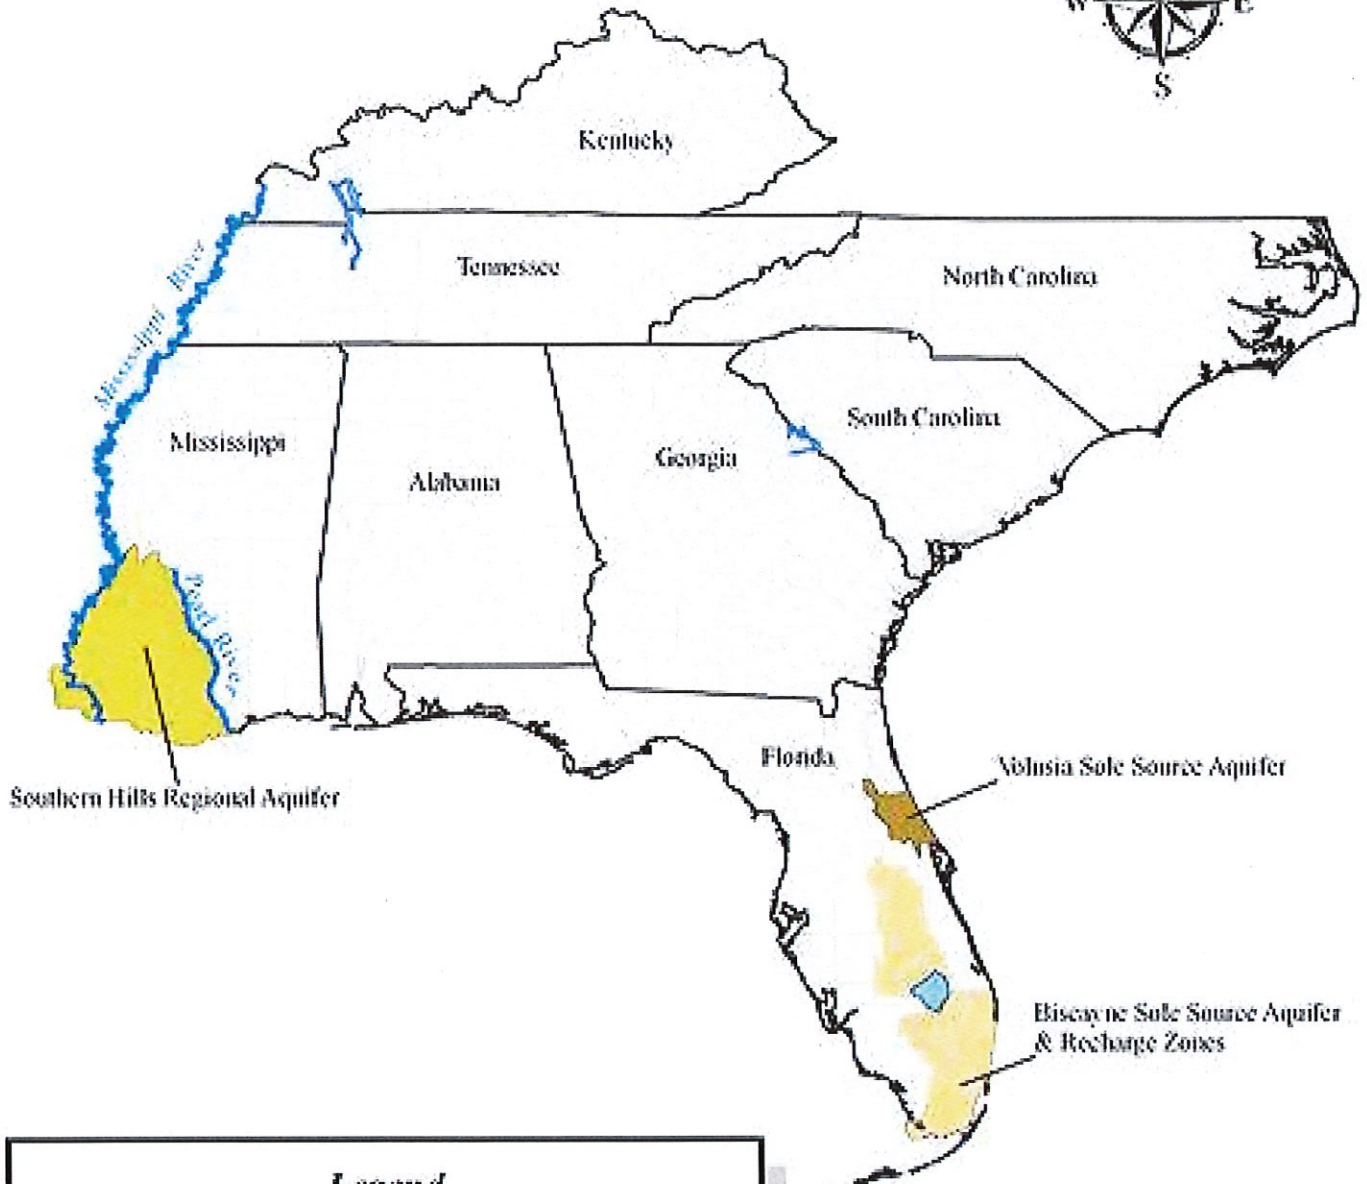 W E
S
Kentucky
Mississippi River
Tennessee
North Carolina
Mississippi
Alabama
Georgia
South Carolina
Pearl River
Florida
Volusia Sole Source Aquifer
Southern Hills Regional Aquifer
Biscayne Sole Source Aquifer
& Recharge Zones
Legend